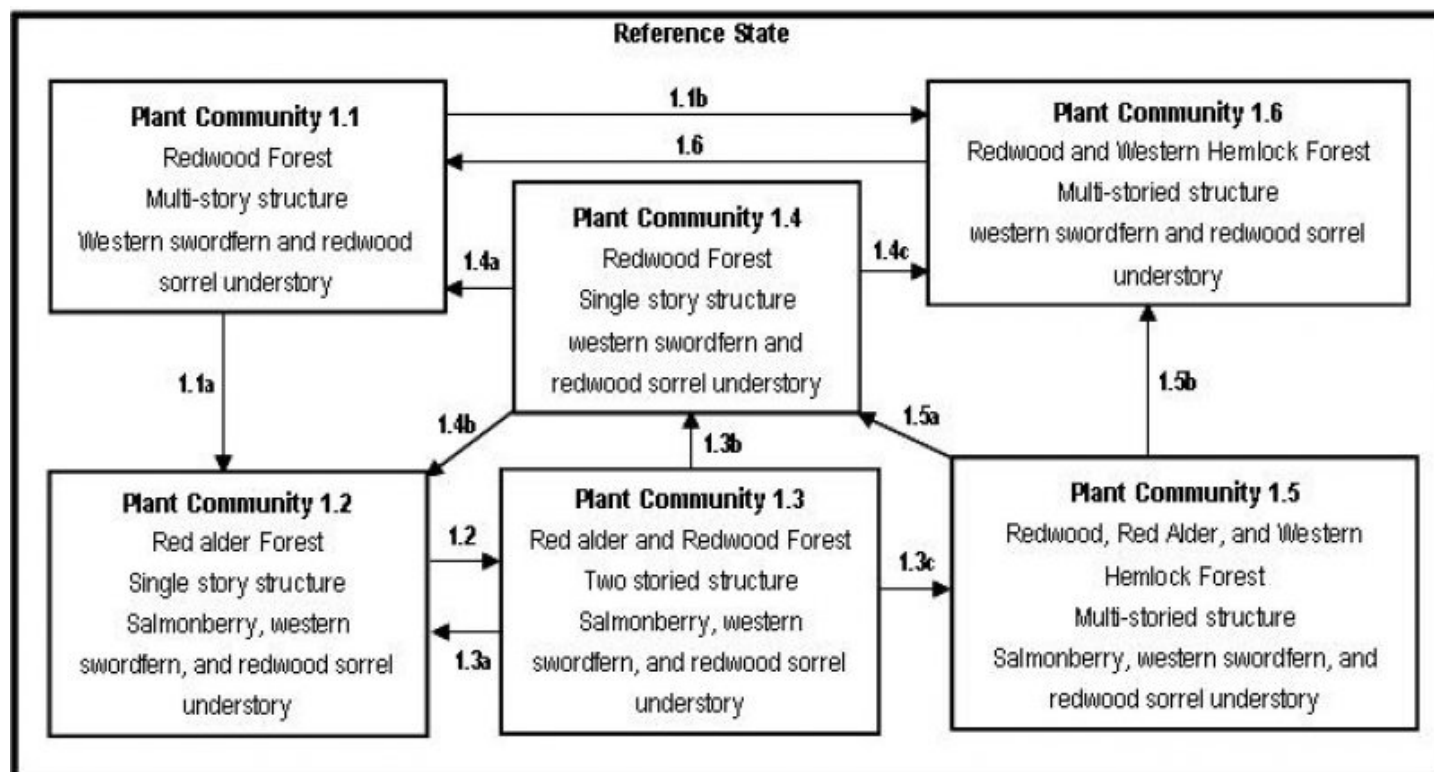 Reference State
Plant Community 1.1
Redwood Forest
Multi-story structure
Western swordfern and redwood
sorrel understory
1.1b
1.6
Plant Community 1.6
Redwood and Western Hemlock Forest
Multi-storied structure
western swordfern and redwood sorrel
understory
Plant Community 1.4
Redwood Forest
Single story structure
western swordfern and
redwood sorrel understory
1.4a
1.4c
1.1a
1.4b
1.3b
1.5a
1.5b
Plant Community 1.2
Red alder Forest
Single story structure
Salmonberry, western
swordfern, and redwood sorrel
understory
1.2
1.3a
Plant Community 1.3
Red alder and Redwood Forest
Two storied structure
Salmonberry, western
swordfern, and redwood sorrel
understory
1.3c
Plant Community 1.5
Redwood, Red Alder, and Western
Hemlock Forest
Multi-storied structure
Salmonberry, western swordfern, and
redwood sorrel understory